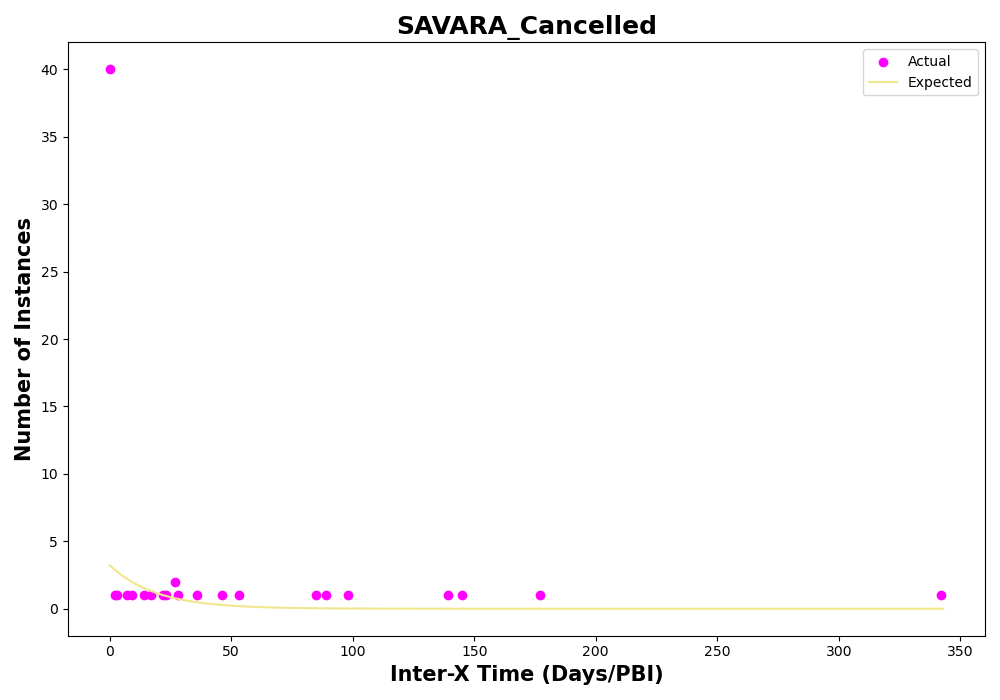 SAVARA_Cancelled
Actual
Expected
Number of Instances
40
35
30
25
20
15
10
5
0
0 50 100 150 200 250 300 350
Inter-X Time (Days/PBI)